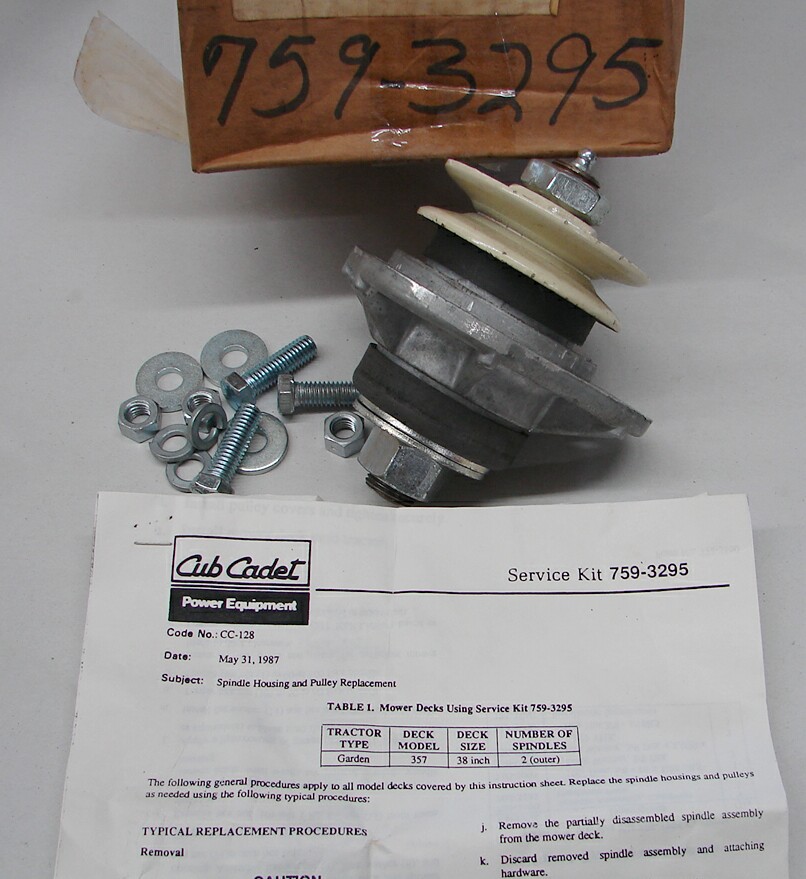 759-3295
Cub Cadet
Power Equipment
Service Kit 759-3295
Code No.: CC-128
Date: May 31, 1987
Subject: Spindle Housing and Pulley Replacement
TABLE 1. Mower Decks Using Service Kit 759-3295
TRACTOR TYPE DECK MODEL DECK SIZE NUMBER OF SPINDLES
Garden 357 38 inch 2 (outer)
The following general procedures apply to all model decks covered by this instruction sheet. Replace the spindle housings and pulleys
as needed using the following typical procedures:
TYPICAL REPLACEMENT PROCEDURES
Removal
CAUTION
j. Remove the partially disassembled spindle assembly
from the mower deck.
k. Discard removed spindle assembly and attaching
hardware.